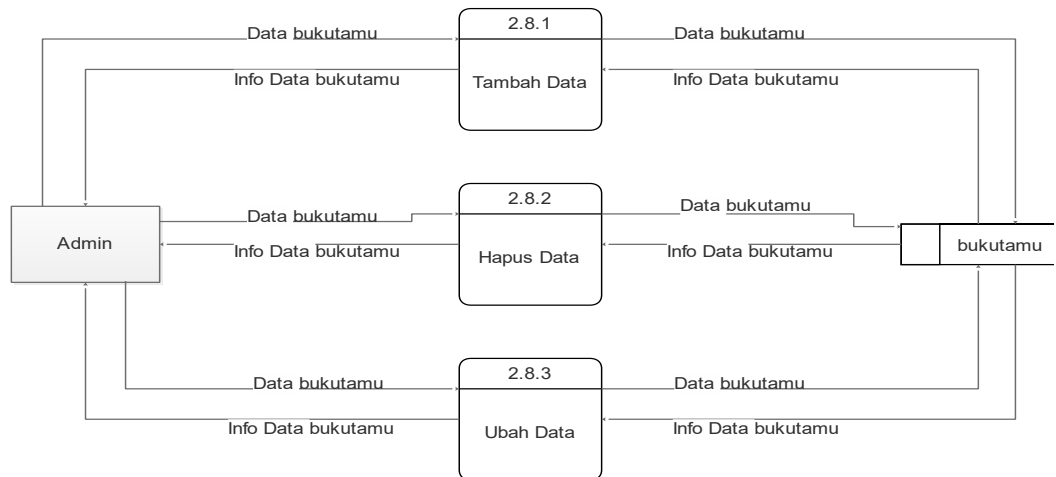 Data bukutamu
2.8.1
Data bukutamu
Info Data bukutamu
Tambah Data
Info Data bukutamu
Admin
Data bukutamu
2.8.2
Data bukutamu
Info Data bukutamu
Hapus Data
Info Data bukutamu
bukutamu
Data bukutamu
2.8.3
Data bukutamu
Info Data bukutamu
Ubah Data
Info Data bukutamu